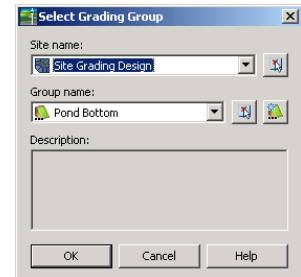 Select Grading Group
Site name:
Site Grading Design
Group name:
Pond Bottom
Description:
OK Cancel Help